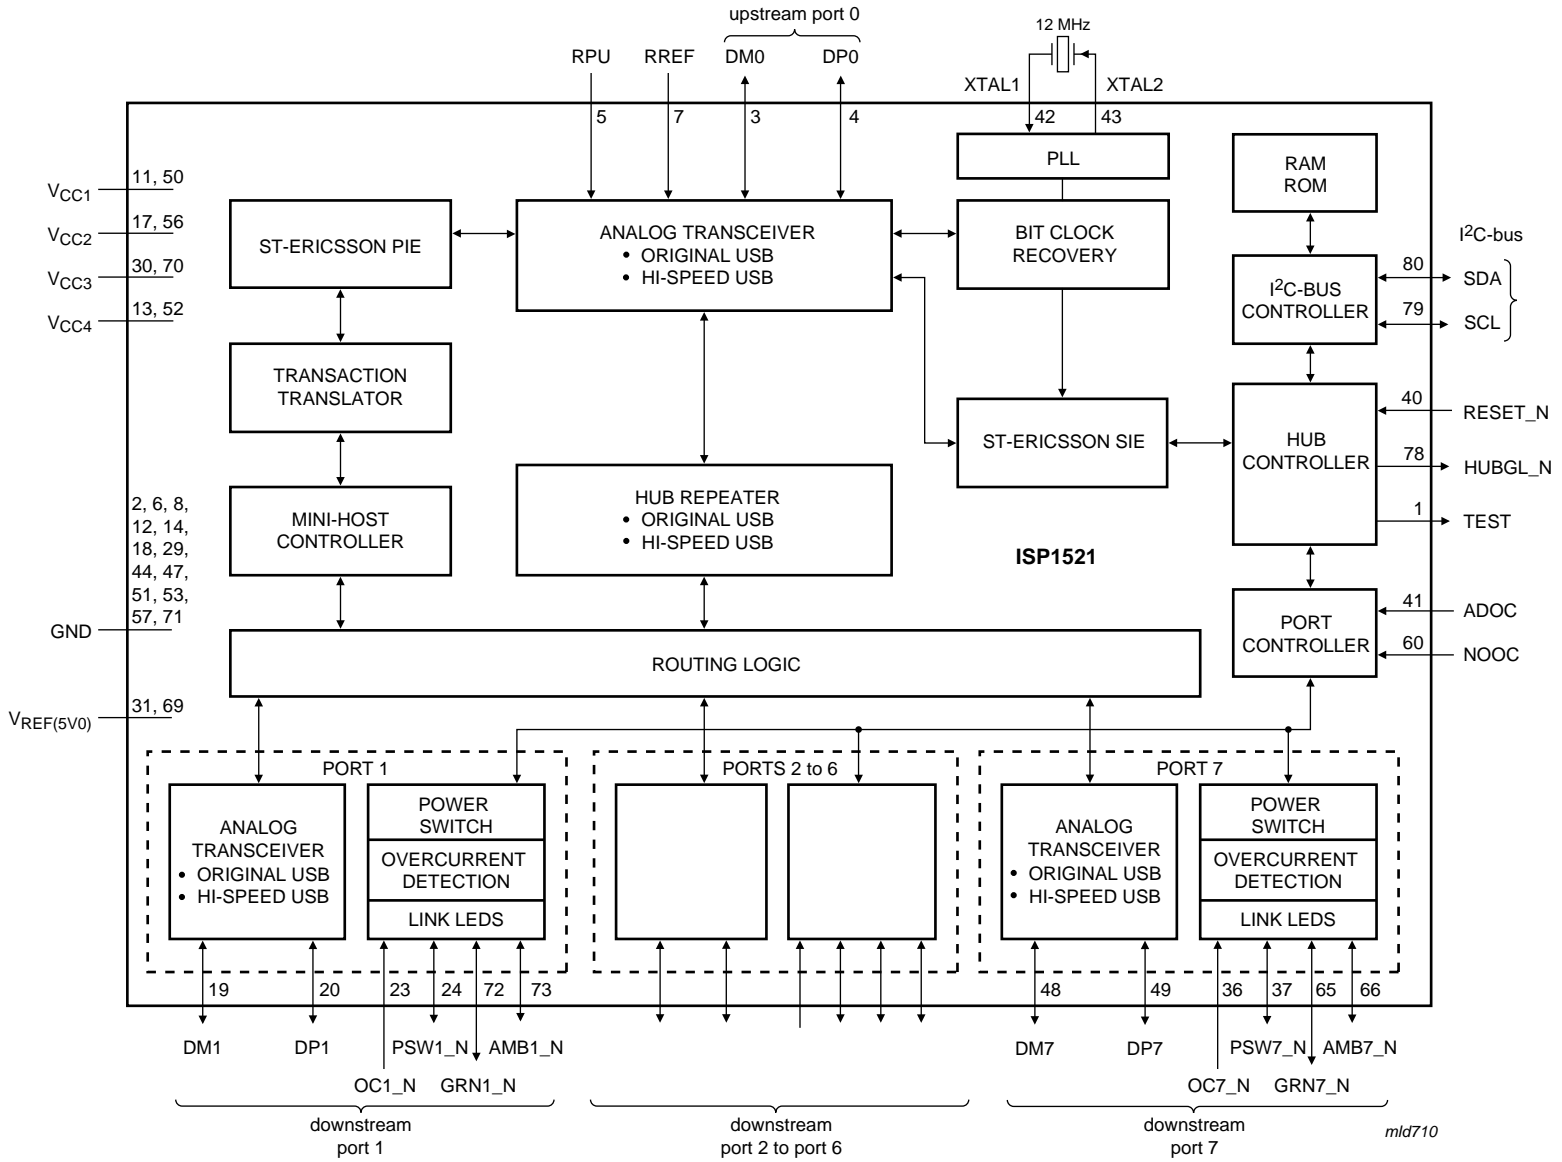 upstream port 0
12 MHz
RPU
RREF
DM0
DP0
XTAL1
XTAL2
5
7
3
4
42
43
PLL
RAM
ROM
VCC1
11, 50
VCC2
17, 56
VCC3
30, 70
VCC4
13, 52
ST-ERICSSON PIE
ANALOG TRANSCEIVER
• ORIGINAL USB
• HI-SPEED USB
BIT CLOCK
RECOVERY
I2C-bus
I2C-BUS
CONTROLLER
80
SDA
79
SCL
TRANSACTION
TRANSLATOR
ST-ERICSSON SIE
HUB
CONTROLLER
40
RESET_N
78
HUBGL_N
1
TEST
MINI-HOST
CONTROLLER
HUB REPEATER
• ORIGINAL USB
• HI-SPEED USB
ISP1521
2, 6, 8,
12, 14,
18, 29,
44, 47,
51, 53,
57, 71
GND
PORT
CONTROLLER
41
ADOC
60
NOOC
ROUTING LOGIC
VREF(5V0)
31, 69
PORT 1
ANALOG
TRANSCEIVER
• ORIGINAL USB
• HI-SPEED USB
POWER
SWITCH
OVERCURRENT
DETECTION
LINK LEDS
PORTS 2 to 6
PORT 7
ANALOG
TRANSCEIVER
• ORIGINAL USB
• HI-SPEED USB
POWER
SWITCH
OVERCURRENT
DETECTION
LINK LEDS
19
20
23
24
72
73
48
49
36
37
65
66
DM1
DP1
PSW1_N
AMB1_N
OC1_N
GRN1_N
DM7
DP7
PSW7_N
AMB7_N
OC7_N
GRN7_N
downstream
port 1
downstream
port 2 to port 6
downstream
port 7
mld710